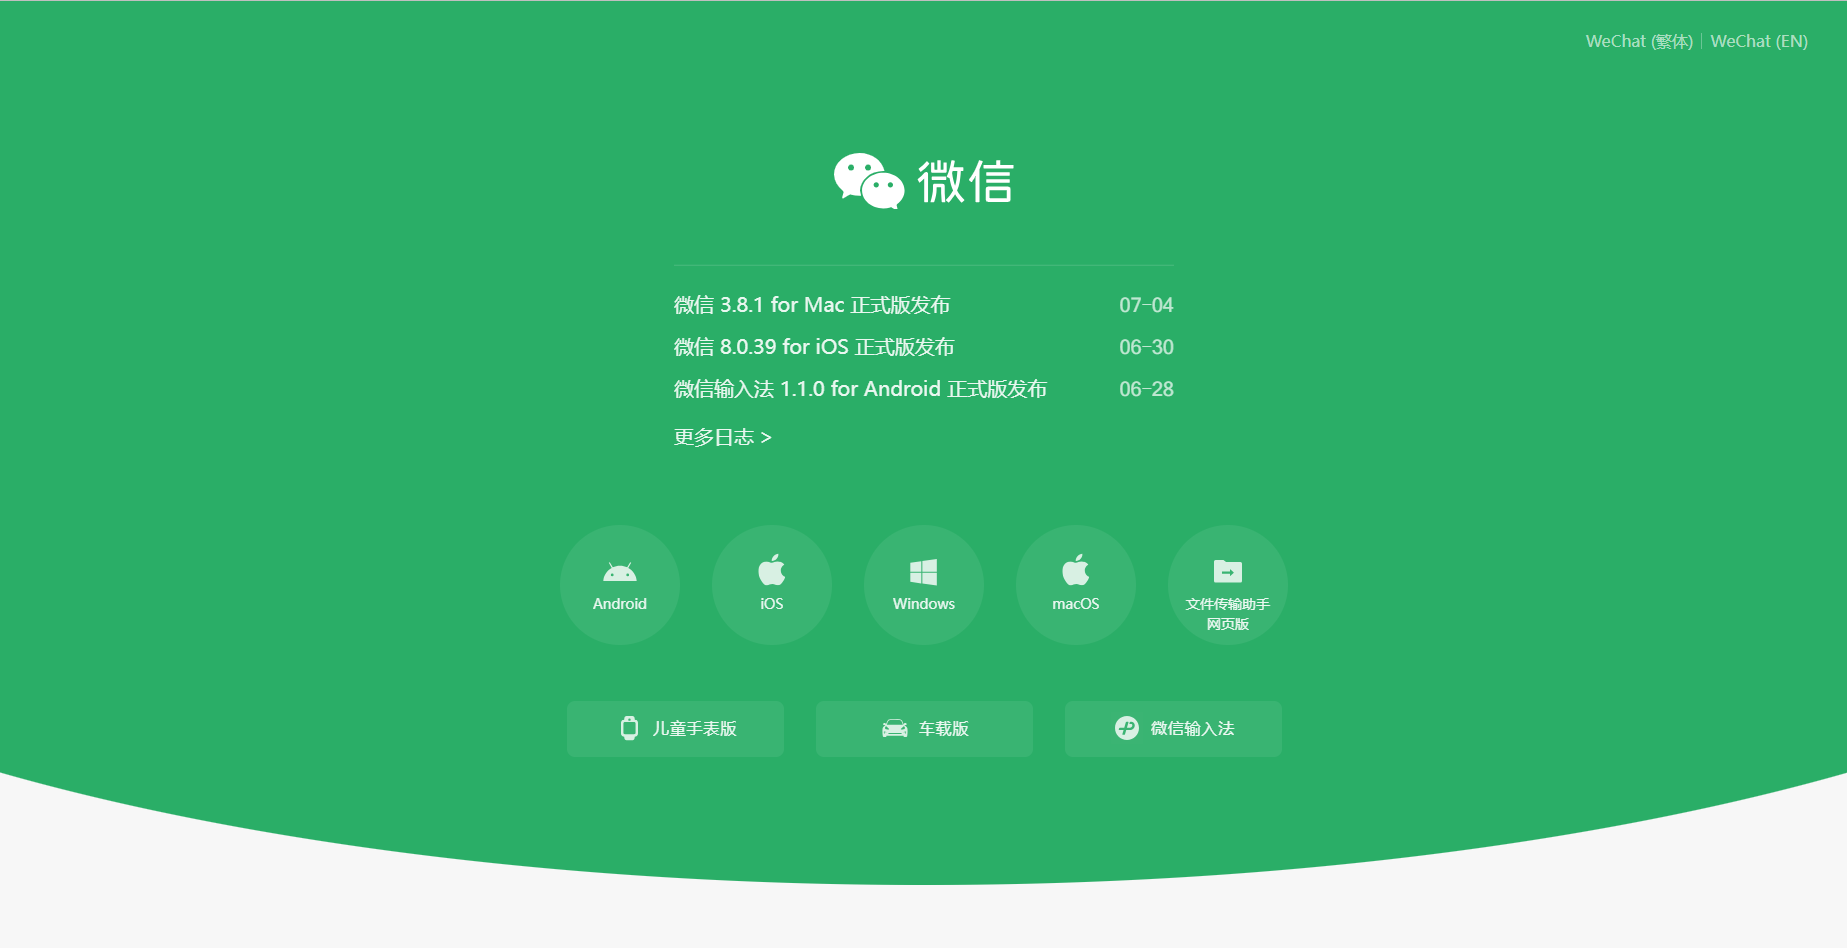 WeChat (繁体) | WeChat (EN)
微信
微信 3.8.1 for Mac 正式版发布 07-04
微信 8.0.39 for iOS 正式版发布 06-30
微信输入法 1.1.0 for Android 正式版发布 06-28
更多日志 >
Android
iOS
Windows
macOS
文件传输助手
网页版
儿童手表版
车载版
微信输入法